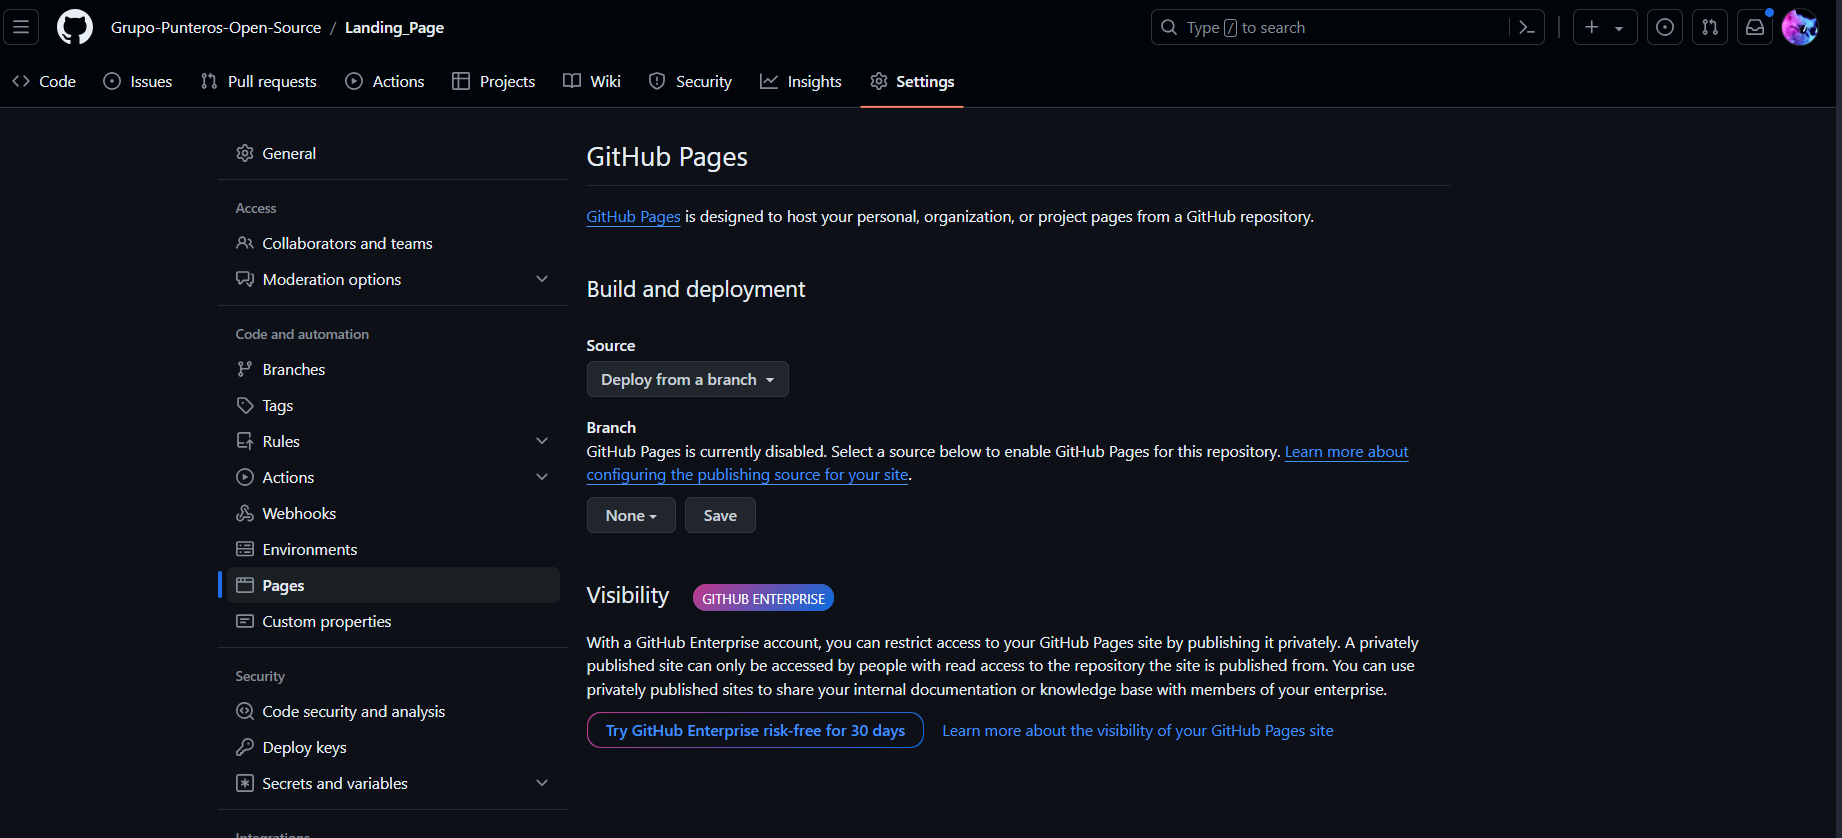 Grupo-Punteros-Open-Source / Landing_Page
Type / to search
Code
Issues
Pull requests
Actions
Projects
Wiki
Security
Insights
Settings
General
Access
Collaborators and teams
Moderation options
Code and automation
Branches
Tags
Rules
Actions
Webhooks
Environments
Pages
Custom properties
Security
Code security and analysis
Deploy keys
Secrets and variables
Integrations
GitHub Pages
GitHub Pages is designed to host your personal, organization, or project pages from a GitHub repository.
Build and deployment
Source
Deploy from a branch
Branch
GitHub Pages is currently disabled. Select a source below to enable GitHub Pages for this repository. Learn more about
configuring the publishing source for your site.
None
Save
Visibility
GITHUB ENTERPRISE
With a GitHub Enterprise account, you can restrict access to your GitHub Pages site by publishing it privately. A privately
published site can only be accessed by people with read access to the repository the site is published from. You can use
privately published sites to share your internal documentation or knowledge base with members of your enterprise.
Try GitHub Enterprise risk-free for 30 days
Learn more about the visibility of your GitHub Pages site